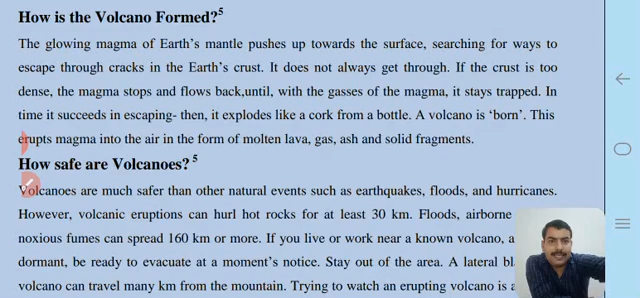 How is the Volcano Formed?5
The glowing magma of Earth's mantle pushes up towards the surface, searching for ways to
escape through cracks in the Earth's crust. It does not always get through. If the crust is too
dense, the magma stops and flows back,until, with the gasses of the magma, it stays trapped. In
time it succeeds in escaping- then, it explodes like a cork from a bottle. A volcano is 'born'. This
erupts magma into the air in the form of molten lava, gas, ash and solid fragments.
How safe are Volcanoes? 5
Volcanoes are much safer than other natural events such as earthquakes, floods, and hurricanes.
However, volcanic eruptions can hurl hot rocks for at least 30 km. Floods, airborne
noxious fumes can spread 160 km or more. If you live or work near a known volcano,
dormant, be ready to evacuate at a moment's notice. Stay out of the area. A lateral
volcano can travel many km from the mountain. Trying to watch an erupting volcano is